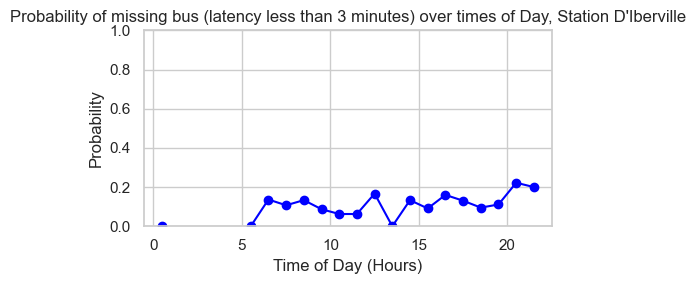 Probability of missing bus (latency less than 3 minutes) over times of Day, Station D'Iberville
1.0
0.8
0.6
0.4
0.2
0.0
Probability
0 5 10 15 20
Time of Day (Hours)